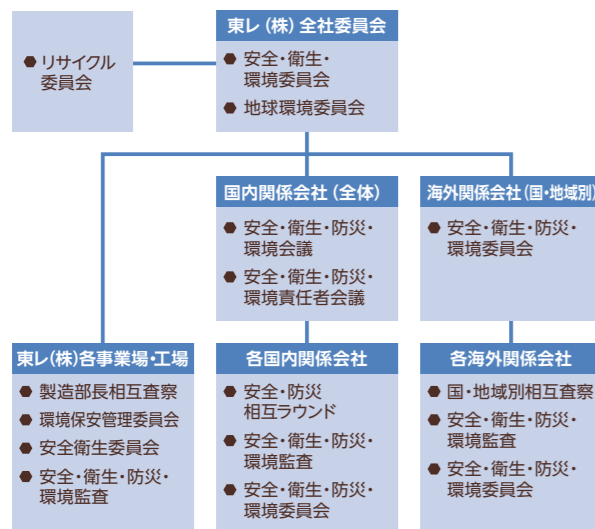 東レ（株）全社委員会
リサイクル
委員会
安全・衛生・
環境委員会
地球環境委員会
国内関係会社（全体）
安全・衛生・防災・
環境会議
安全・衛生・防災・
環境責任者会議
海外関係会社（国・地域別）
安全・衛生・防災・
環境委員会
東レ（株）各事業場・工場
製造部長相互査察
環境保安管理委員会
安全衛生委員会
安全・衛生・防災・
環境監査
各国内関係会社
安全・防災
相互ラウンド
安全・衛生・防災・
環境監査
安全・衛生・防災・
環境委員会
各海外関係会社
国・地域別相互査察
安全・衛生・防災・
環境監査
安全・衛生・防災・
環境委員会